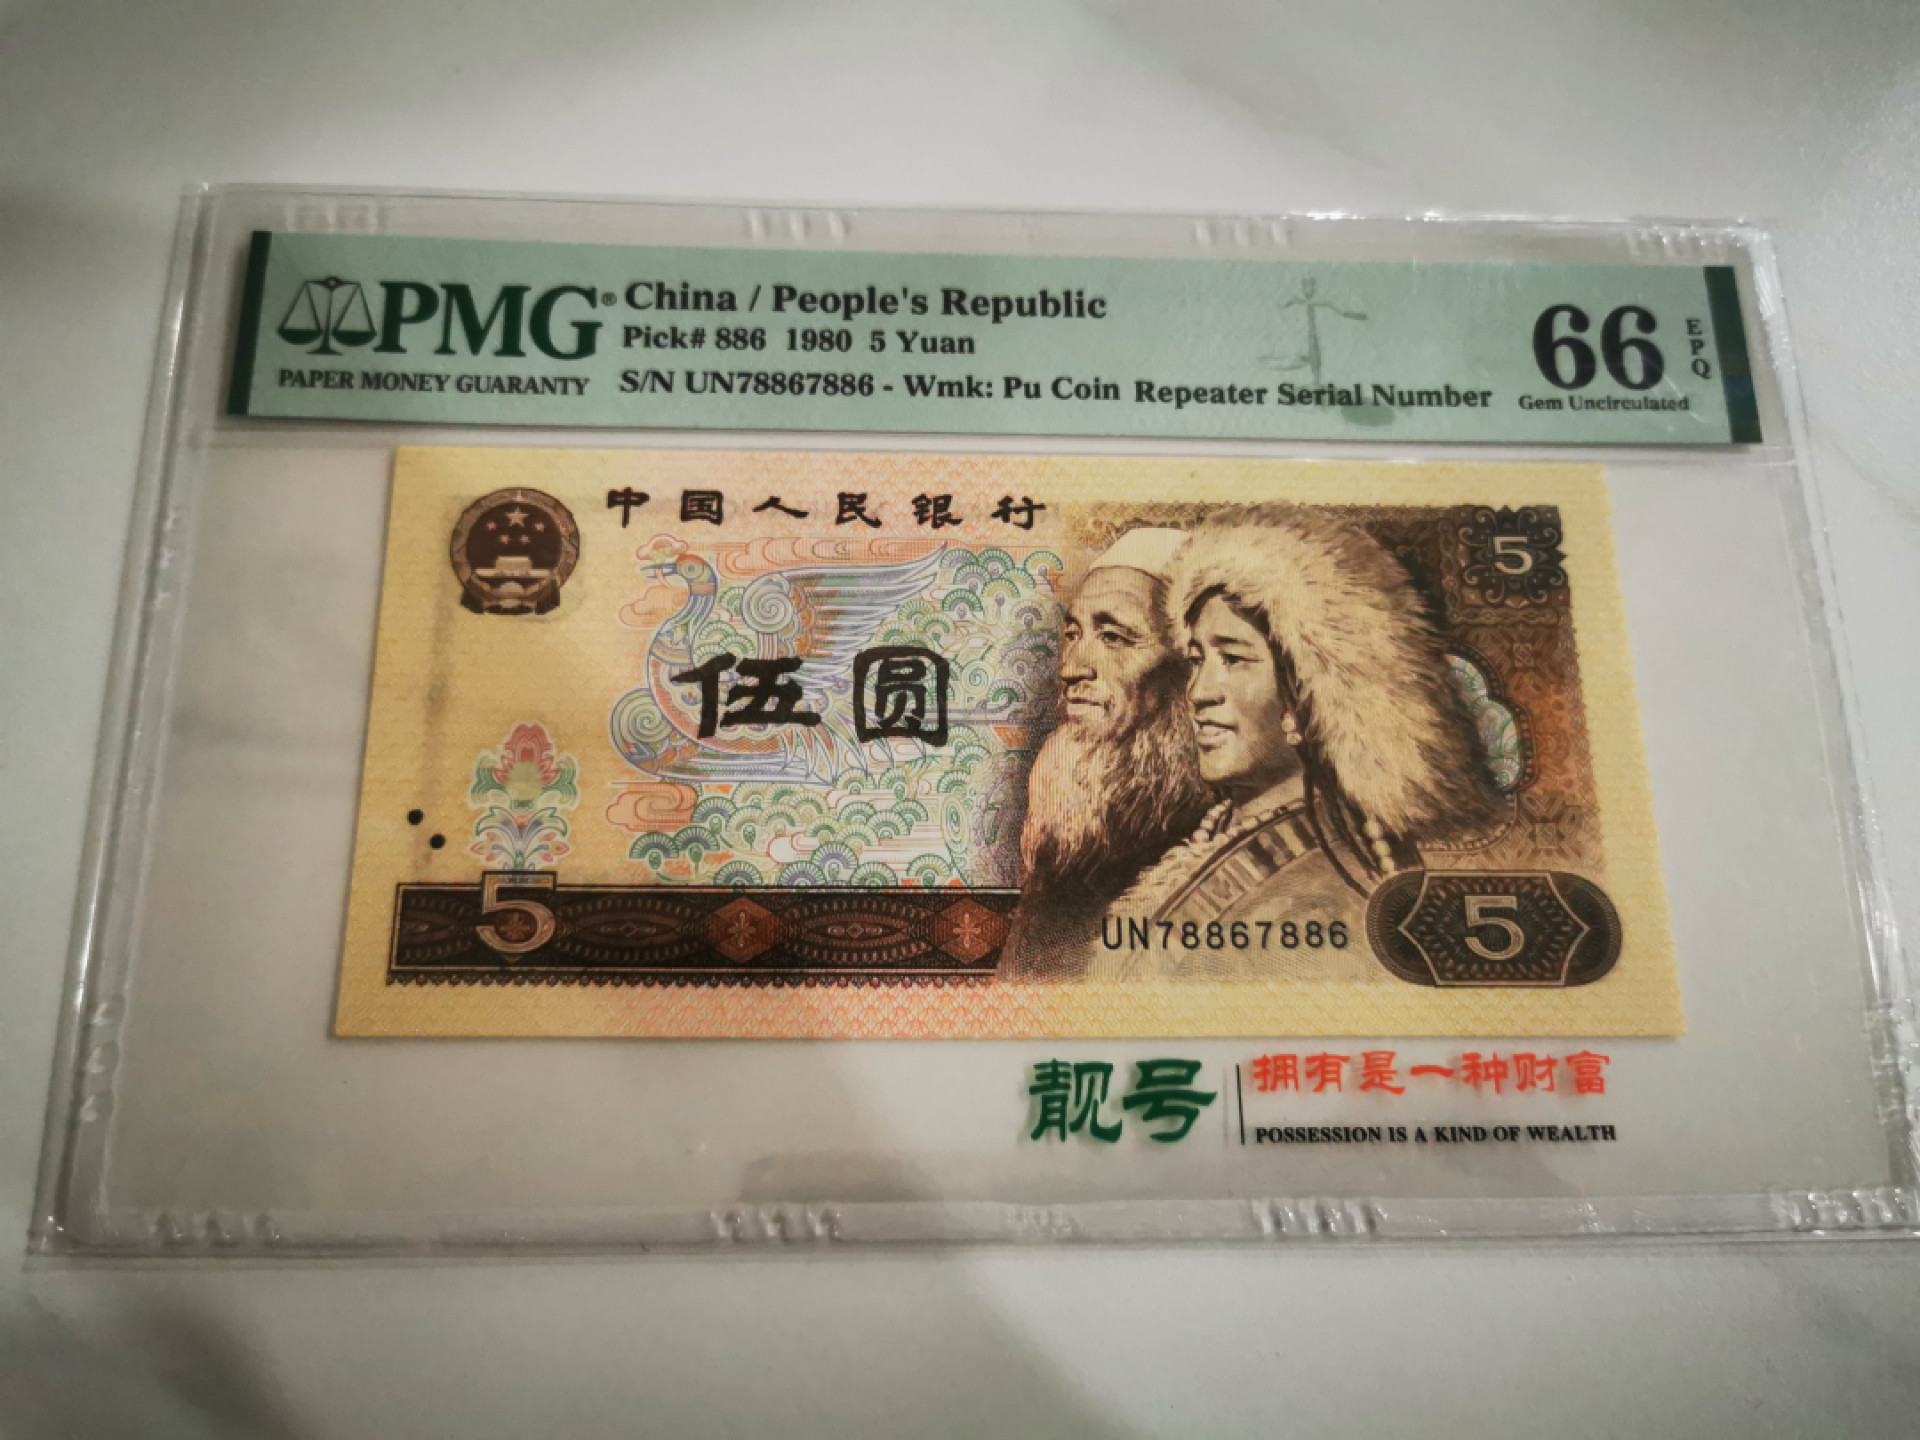 PMG®
PAPER MONEY GUARANTY
China / People's Republic
Pick# 886 1980 5 Yuan
S/N UN78867886 - Wmk: Pu Coin Repeater Serial Number
66
EPQ
Gem Uncirculated
中国人民银行
5
伍圆
5
UN78867886
5
靓号
拥有是一种财富
POSSESSION IS A KIND OF WEALTH